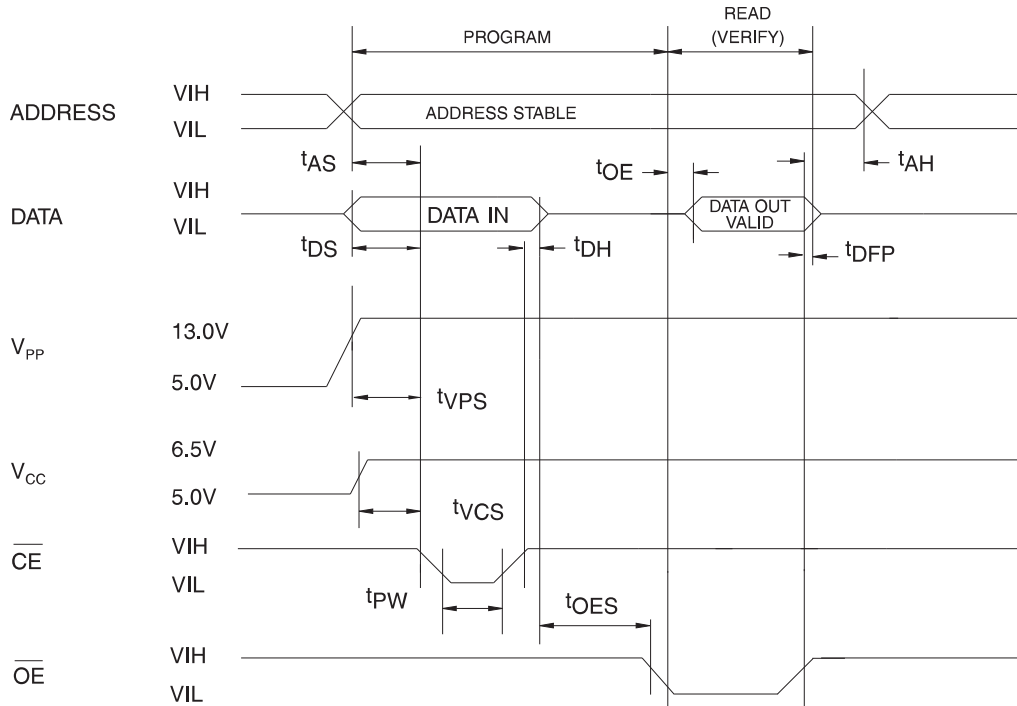 READ
PROGRAM (VERIFY)
ADDRESS VIH ADDRESS STABLE
VIL
tAS tOE tAH
DATA VIH DATA IN DATA OUT
VIL VALID
tDS tDH tDFP
VPP 13.0V
5.0V
tVPS
VCC 6.5V
5.0V
tVCS
CE VIH
VIL
tPW tOES
OE VIH
VIL